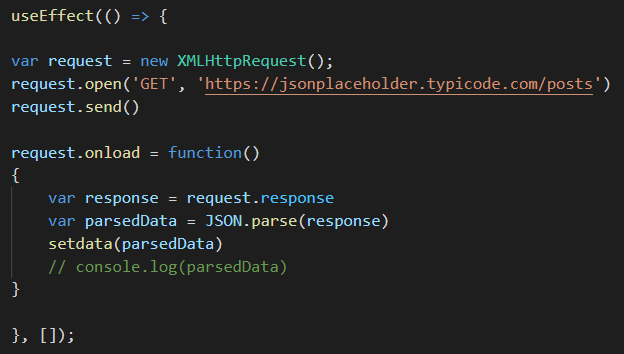 useEffect(() => {
var request = new XMLHttpRequest();
request.open('GET', 'https://jsonplaceholder.typicode.com/posts')
request.send()
request.onload = function()
{
var response = request.response
var parsedData = JSON.parse(response)
setdata(parsedData)
// console.log(parsedData)
}
}, []);